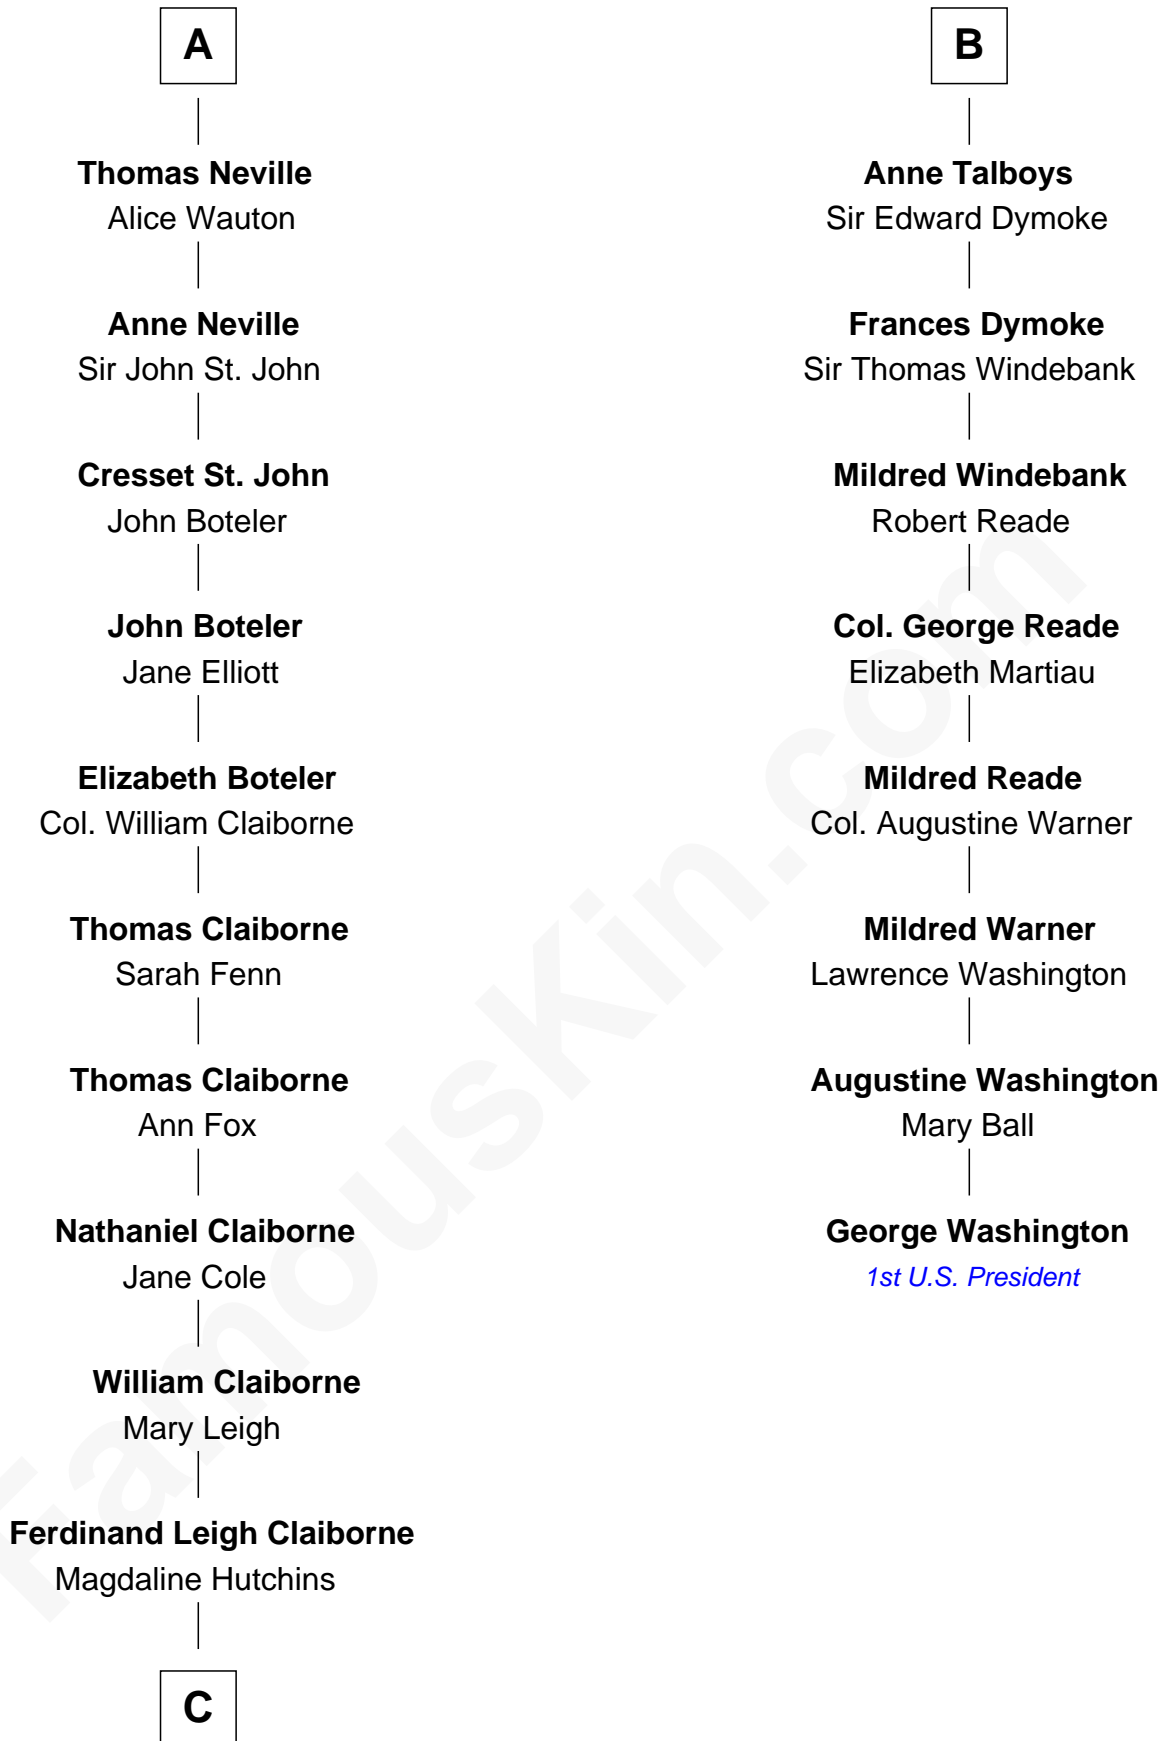 A
Thomas Neville
Alice Wauton
Anne Neville
Sir John St. John
Cresset St. John
John Boteler
John Boteler
Jane Elliott
Elizabeth Boteler
Col. William Claiborne
Thomas Claiborne
Sarah Fenn
Thomas Claiborne
Ann Fox
Nathaniel Claiborne
Jane Cole
William Claiborne
Mary Leigh
Ferdinand Leigh Claiborne
Magdaline Hutchins
C
B
Anne Talboys
Sir Edward Dymoke
Frances Dymoke
Sir Thomas Windebank
Mildred Windebank
Robert Reade
Col. George Reade
Elizabeth Martiau
Mildred Reade
Col. Augustine Warner
Mildred Warner
Lawrence Washington
Augustine Washington
Mary Ball
George Washington
1st U.S. President
FamousKin.com